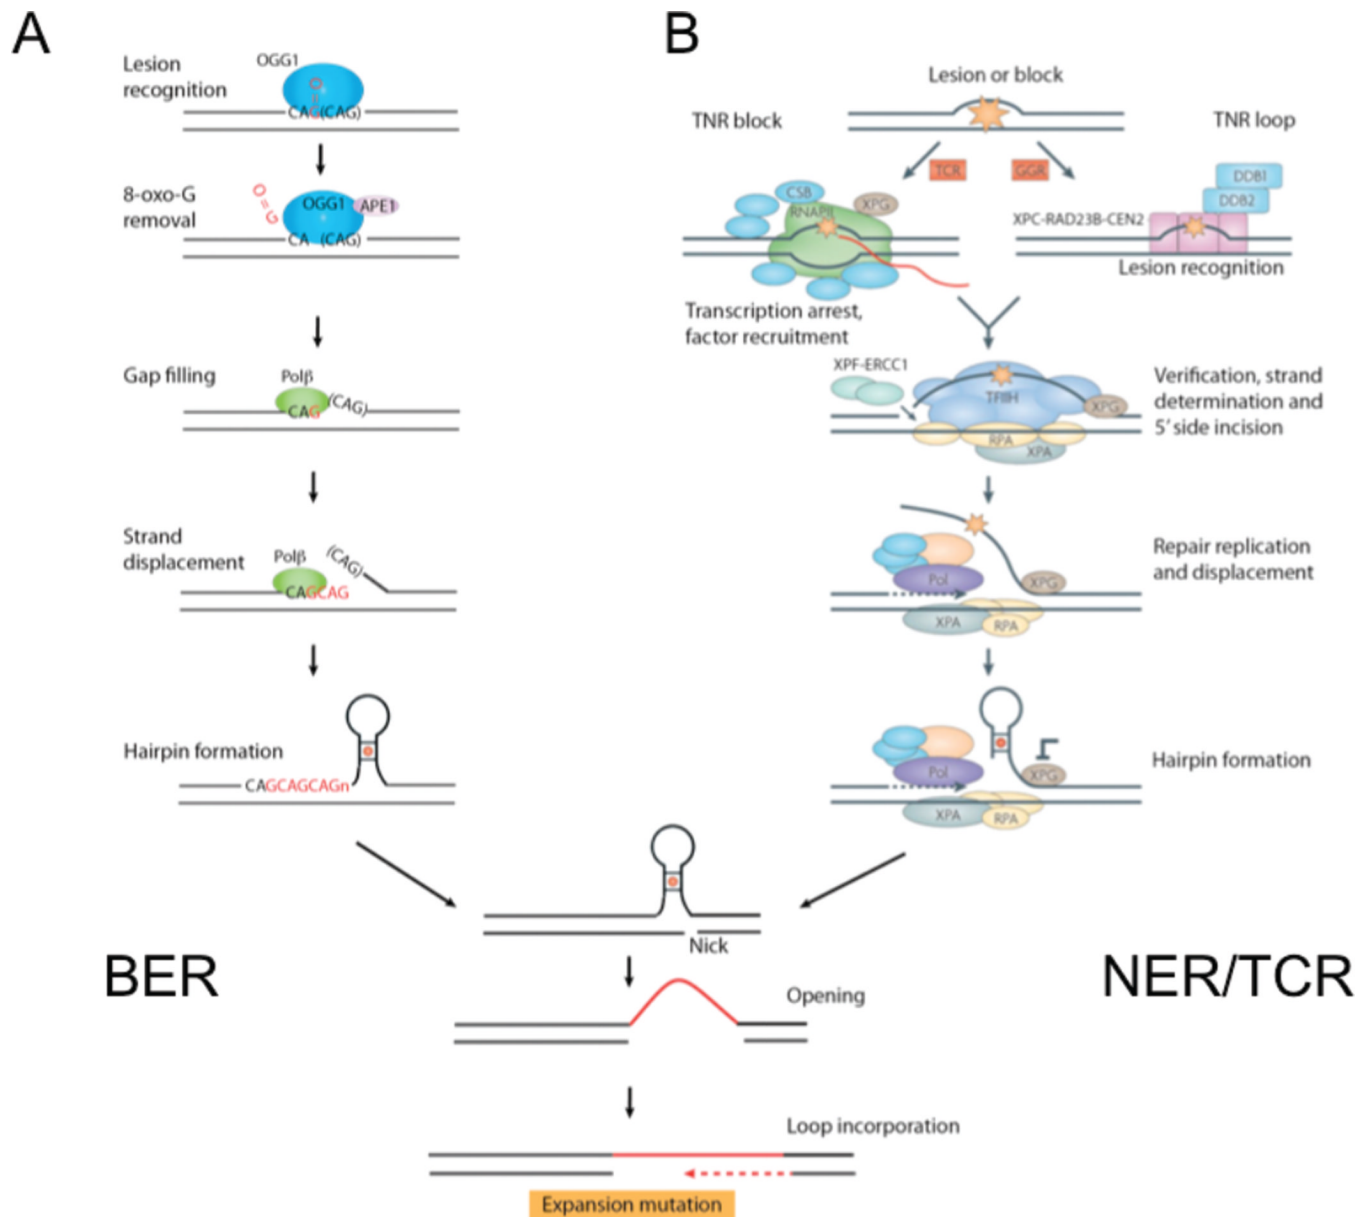 A
Lesion
recognition
OGG1
O=G
CAG(CAG)
8-oxo-G
removal
O=G
OGG1
APE1
CA (CAG)
Gap filling
Polβ
CAG
(CAG)
Strand
displacement
Polβ
(CAG)
CAGCAG
Hairpin formation
CAGCAGCAGn
BER
B
Lesion or block
TNR block
TNR loop
TCR
GGR
CSB
RNAPII
XPG
DDB1
DDB2
XPC-RAD23B-CEN2
Lesion recognition
Transcription arrest,
factor recruitment
XPF-ERCC1
TFIIH
XPG
RPA
XPA
Verification, strand
determination and
5' side incision
Pol
XPG
XPA
RPA
Repair replication
and displacement
Pol
XPG
XPA
RPA
Hairpin formation
NER/TCR
Nick
Opening
Loop incorporation
Expansion mutation